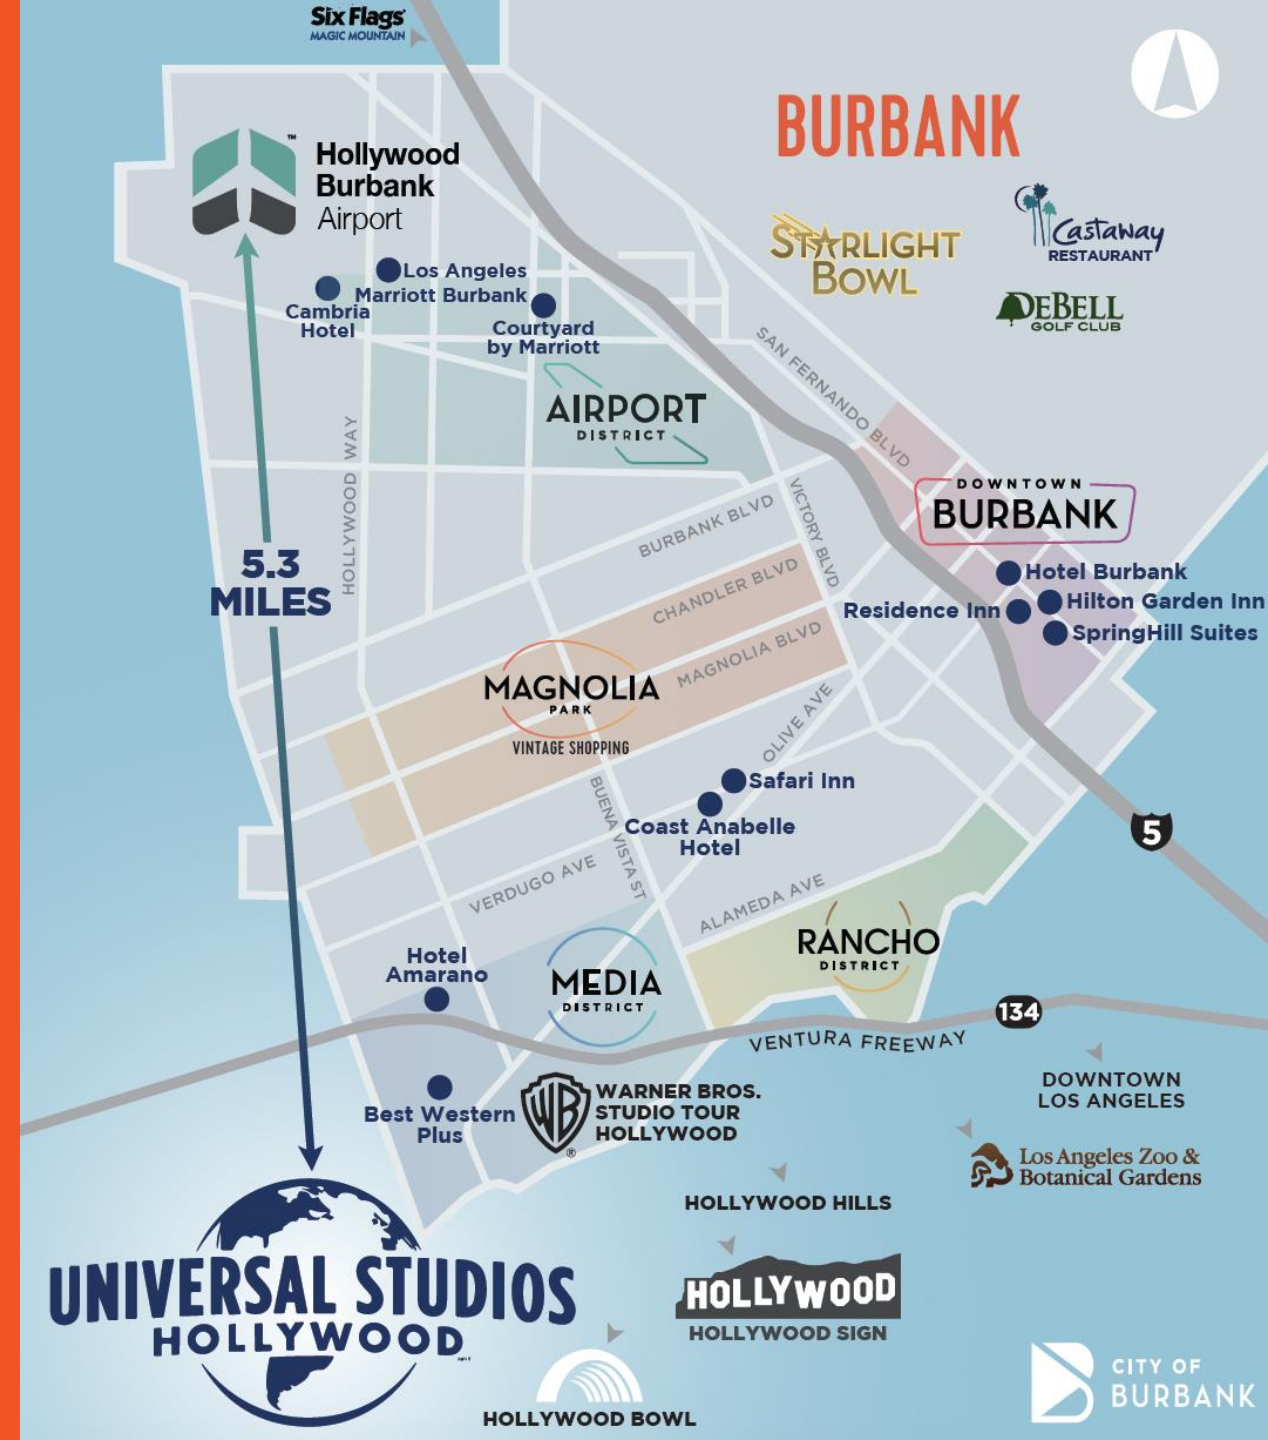 Six Flags
MAGIC MOUNTAIN
BURBANK
Hollywood
Burbank
Airport
™
STARLIGHT
BOWL
Castaway
RESTAURANT
DEBELL
GOLF CLUB
Los Angeles
Marriott Burbank
Cambria
Hotel
Courtyard
by Marriott
AIRPORT
DISTRICT
SAN FERNANDO BLVD
HOLLYWOOD WAY
BURBANK BLVD
VICTORY BLVD
DOWNTOWN
BURBANK
5.3
MILES
CHANDLER BLVD
Hotel Burbank
Hilton Garden Inn
Residence Inn
SpringHill Suites
MAGNOLIA BLVD
MAGNOLIA
PARK
VINTAGE SHOPPING
OLIVE AVE
Safari Inn
Coast Anabelle
Hotel
BUENA VISTA ST
5
VERDUGO AVE
ALAMEDA AVE
RANCHO
DISTRICT
Hotel
Amarano
MEDIA
DISTRICT
134
VENTURA FREEWAY
DOWNTOWN
LOS ANGELES
Best Western
Plus
WB
®
WARNER BROS.
STUDIO TOUR
HOLLYWOOD
Los Angeles Zoo &
Botanical Gardens
HOLLYWOOD HILLS
UNIVERSAL STUDIOS
HOLLYWOOD
HOLLYWOOD
HOLLYWOOD SIGN
HOLLYWOOD BOWL
CITY OF
BURBANK